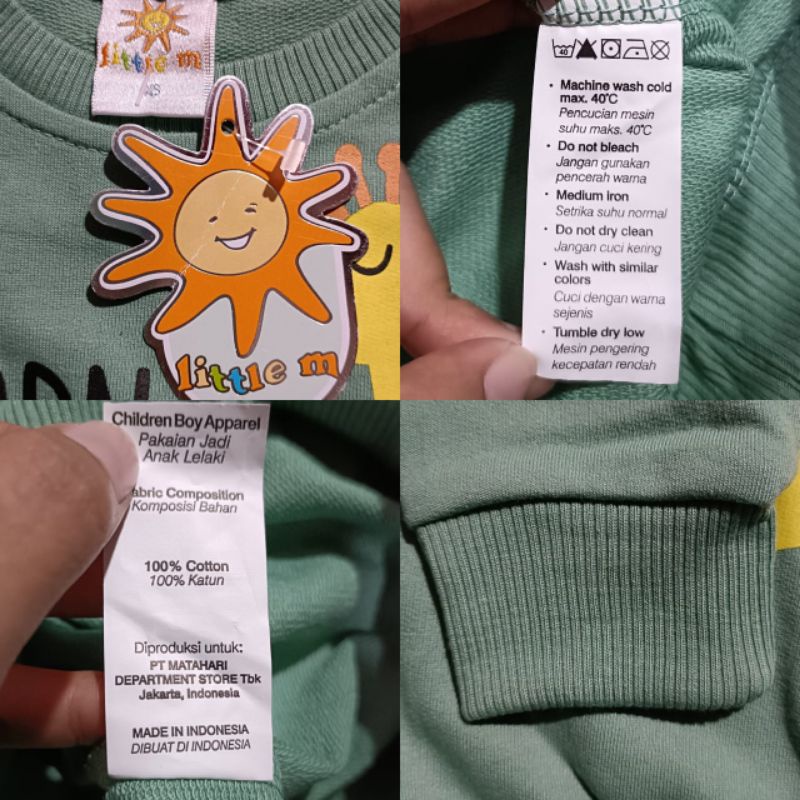 little m
little m
40
• Machine wash cold
max. 40°C
Pencucian mesin
suhu maks. 40°C
• Do not bleach
Jangan gunakan
pencerah warna
• Medium iron
Setrika suhu normal
• Do not dry clean
Jangan cuci kering
• Wash with similar
colors
Cuci dengan warna
sejenis
• Tumble dry low
Mesin pengering
kecepatan rendah
Children Boy Apparel
Pakaian Jadi
Anak Lelaki
abric Composition
Komposisi Bahan
100% Cotton
100% Katun
Diproduksi untuk:
PT MATAHARI
DEPARTMENT STORE Tbk
Jakarta, Indonesia
MADE IN INDONESIA
DIBUAT DI INDONESIA